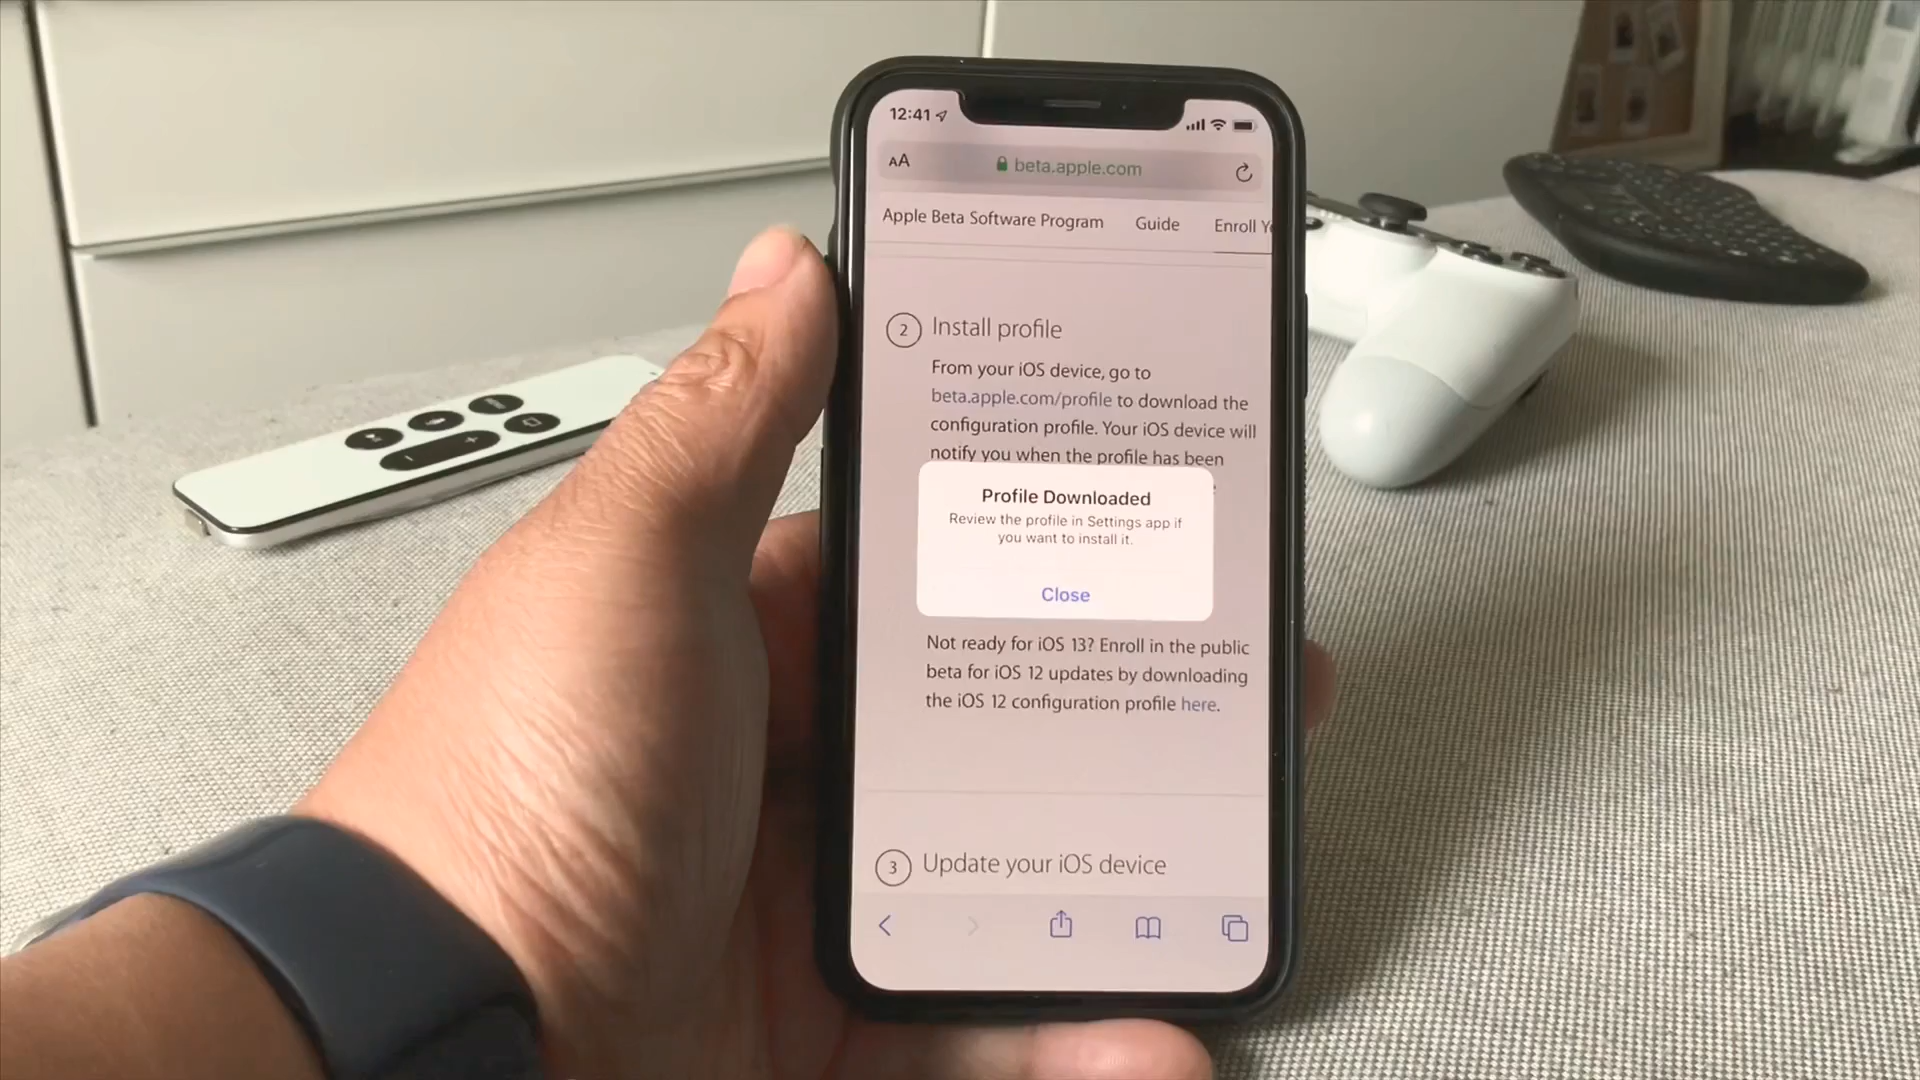 12:41
AA
beta.apple.com
Apple Beta Software Program Guide Enroll
2 Install profile
From your iOS device, go to
beta.apple.com/profile to download the
configuration profile. Your iOS device will
notify you when the profile has been
Profile Downloaded
Review the profile in Settings app if
you want to install it.
Close
Not ready for iOS 13? Enroll in the public
beta for iOS 12 updates by downloading
the iOS 12 configuration profile here.
3 Update your iOS device